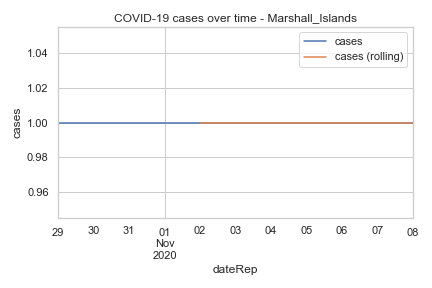 COVID-19 cases over time - Marshall_Islands
cases
cases (rolling)
cases
1.04
1.02
1.00
0.98
0.96
29 30 31 01 02 03 04 05 06 07 08
Nov
2020
dateRep